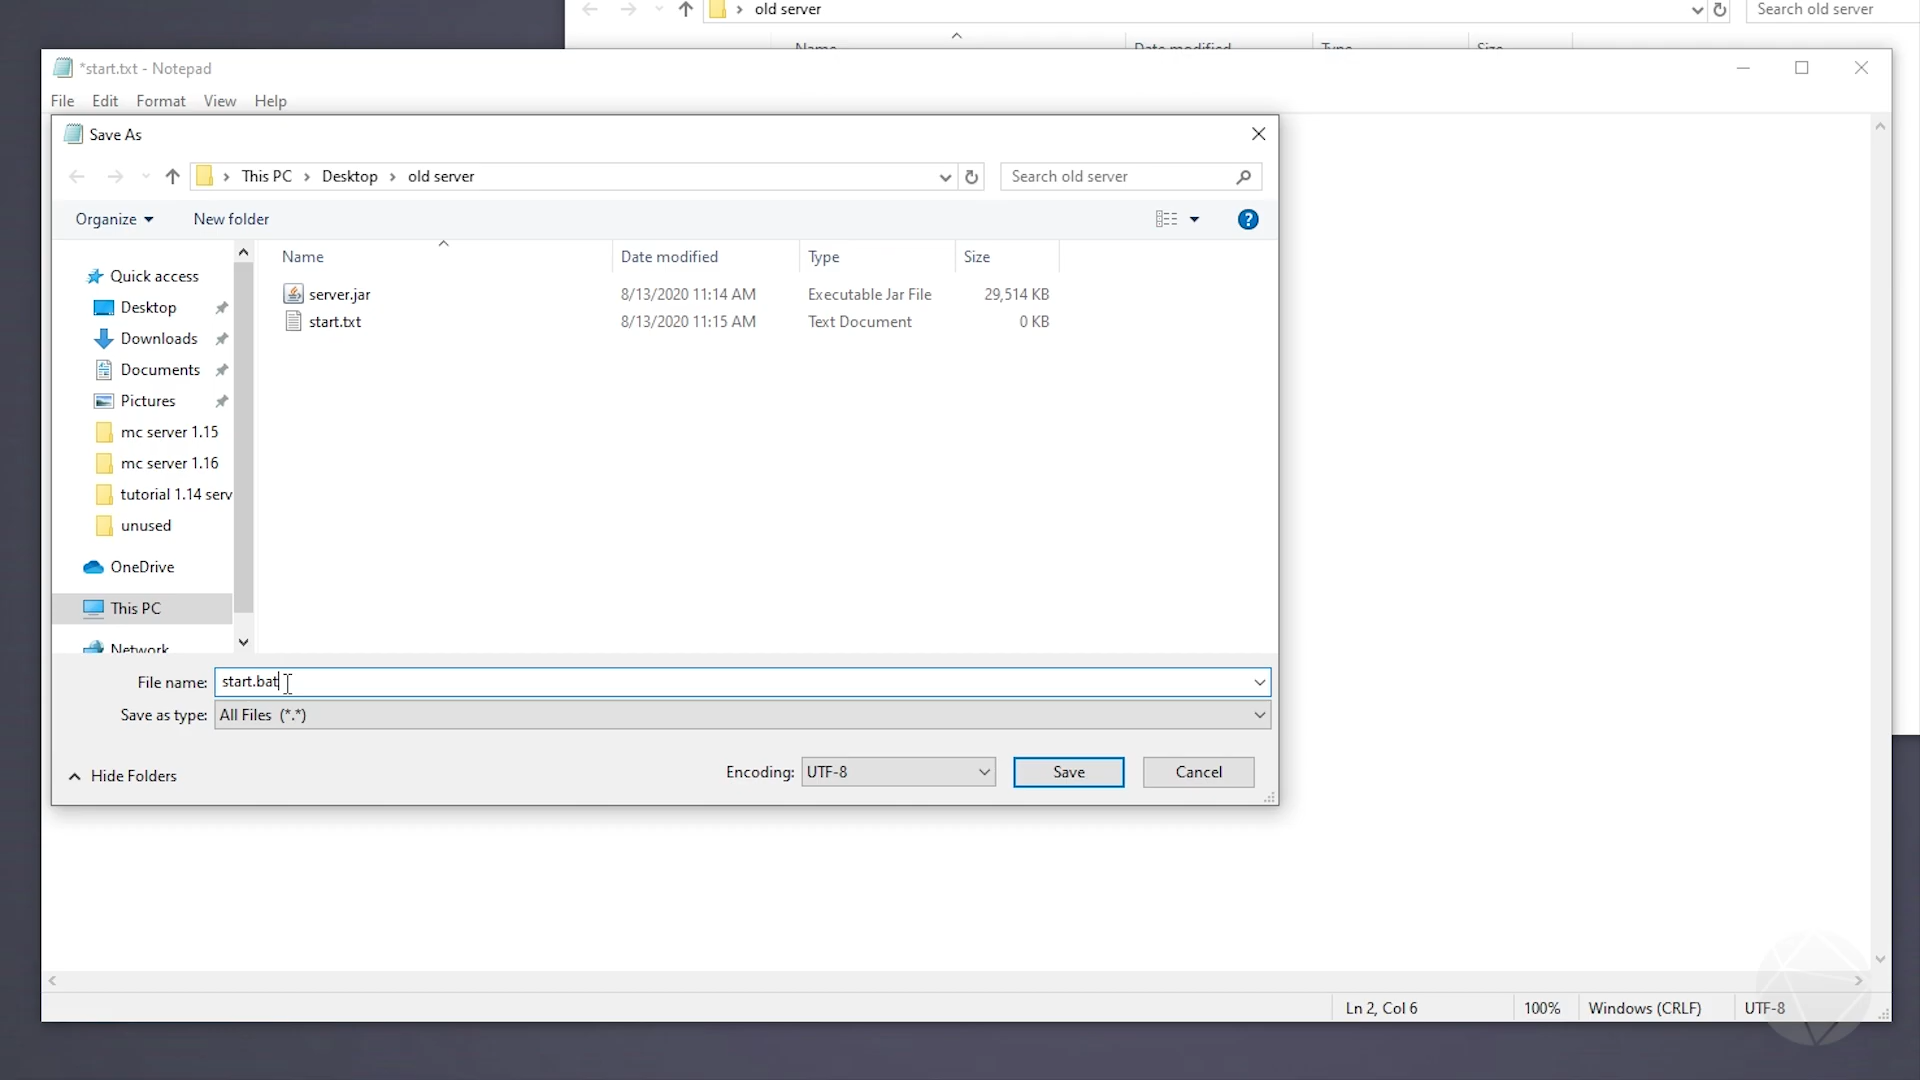 old server
Search old server
Name
Date modified
Type
Size
*start.txt - Notepad
File Edit Format View Help
Save As
This PC Desktop old server
Search old server
Organize New folder
Name Date modified Type Size
Quick access
server.jar 8/13/2020 11:14 AM Executable Jar File 29,514 KB
Desktop
start.txt 8/13/2020 11:15 AM Text Document 0 KB
Downloads
Documents
Pictures
mc server 1.15
mc server 1.16
tutorial 1.14 serv
unused
OneDrive
This PC
Network
File name: start.bat
Save as type: All Files (*.*)
Hide Folders
Encoding: UTF-8 Save Cancel
Ln 2, Col 6 100% Windows (CRLF) UTF-8